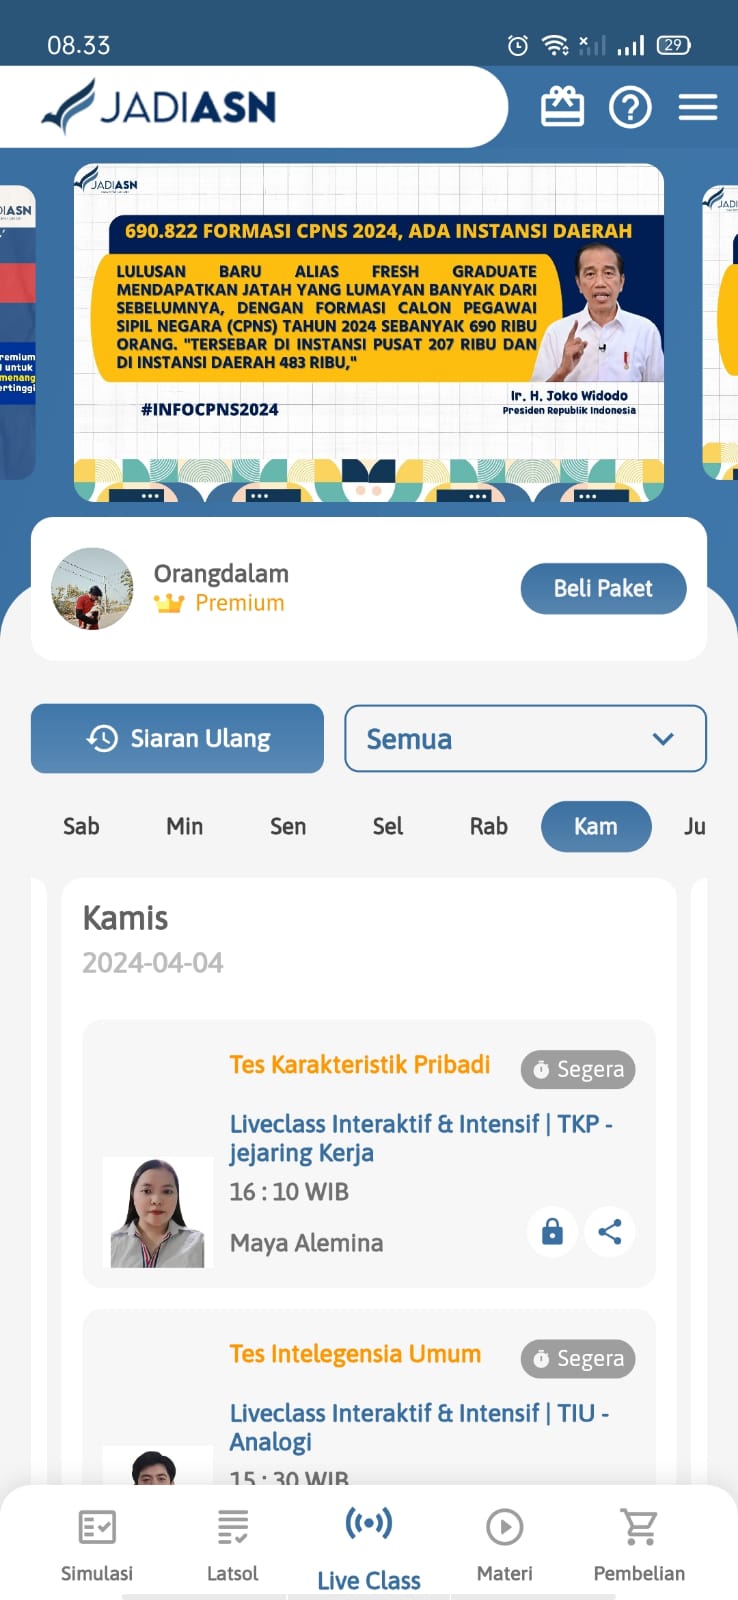 08.33
29
JADIASN
JADIASN
690.822 FORMASI CPNS 2024, ADA INSTANSI DAERAH
LULUSAN BARU ALIAS FRESH GRADUATE
MENDAPATKAN JATAH YANG LUMAYAN BANYAK DARI
SEBELUMNYA, DENGAN FORMASI CALON PEGAWAI
SIPIL NEGARA (CPNS) TAHUN 2024 SEBANYAK 690 RIBU
ORANG. "TERSEBAR DI INSTANSI PUSAT 207 RIBU DAN
DI INSTANSI DAERAH 483 RIBU,"
Ir. H. Joko Widodo
Presiden Republik Indonesia
#INFOCPNS2024
Orangdalam
Premium
Beli Paket
Siaran Ulang
Semua
Sab Min Sen Sel Rab Kam Ju
Kamis
2024-04-04
Tes Karakteristik Pribadi
Segera
Liveclass Interaktif & Intensif | TKP -
jejaring Kerja
16 : 10 WIB
Maya Alemina
Tes Intelegensia Umum
Segera
Liveclass Interaktif & Intensif | TIU -
Analogi
15 : 30 WIB
Simulasi Latsol Live Class Materi Pembelian